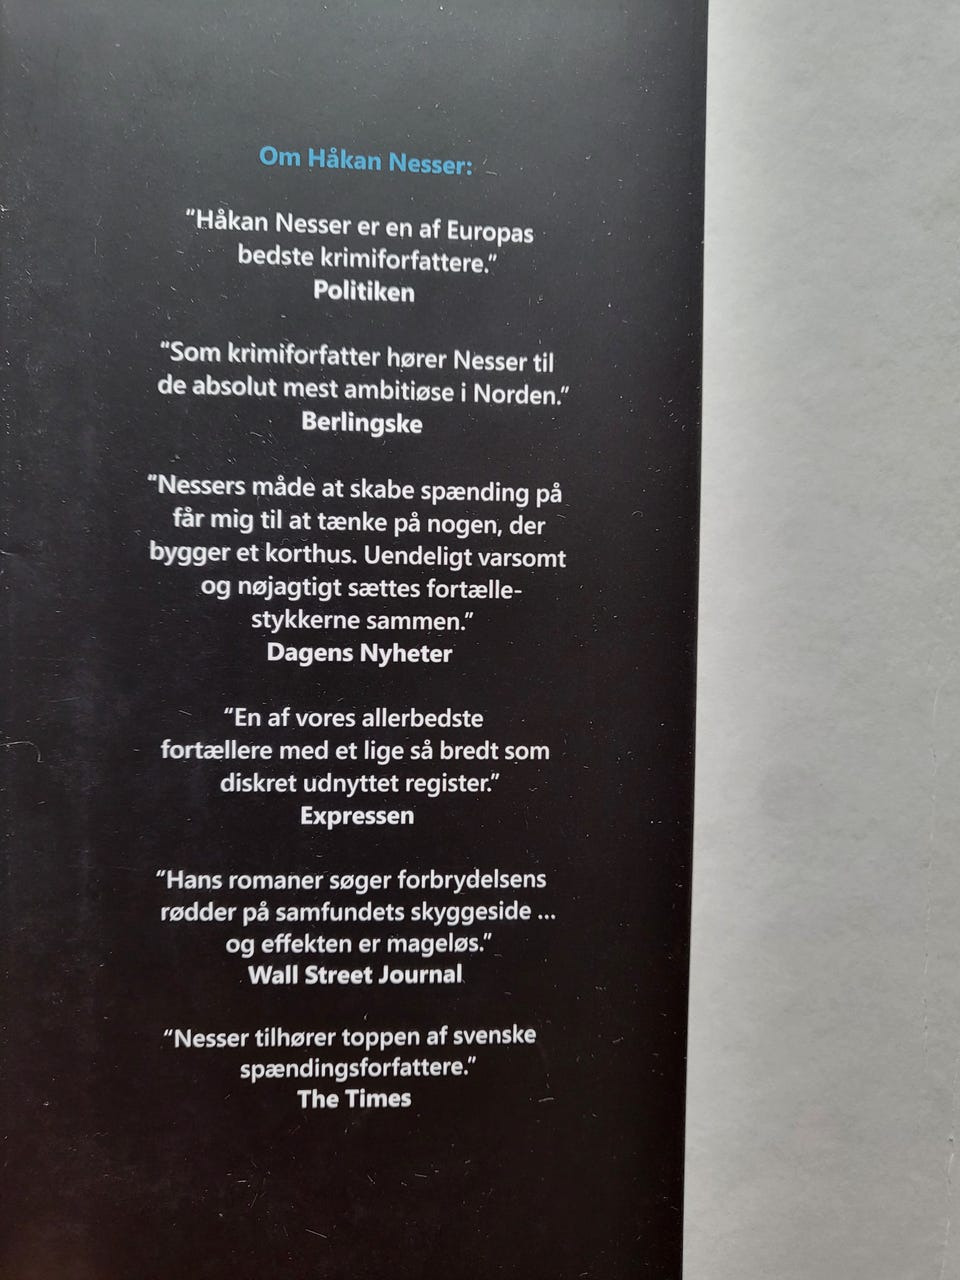 Om Håkan Nesser:
"Håkan Nesser er en af Europas
bedste krimiforfattere."
Politiken
"Som krimiforfatter hører Nesser til
de absolut mest ambitiøse i Norden."
Berlingske
"Nessers måde at skabe spænding på
får mig til at tænke på nogen, der
bygger et korthus. Uendeligt varsomt
og nøjagtigt sættes fortælle-
stykkerne sammen."
Dagens Nyheter
"En af vores allerbedste
fortællere med et lige så bredt som
diskret udnyttet register."
Expressen
"Hans romaner søger forbrydelsens
rødder på samfundets skyggeside ...
og effekten er mageløs."
Wall Street Journal
"Nesser tilhører toppen af svenske
spændingsforfattere."
The Times